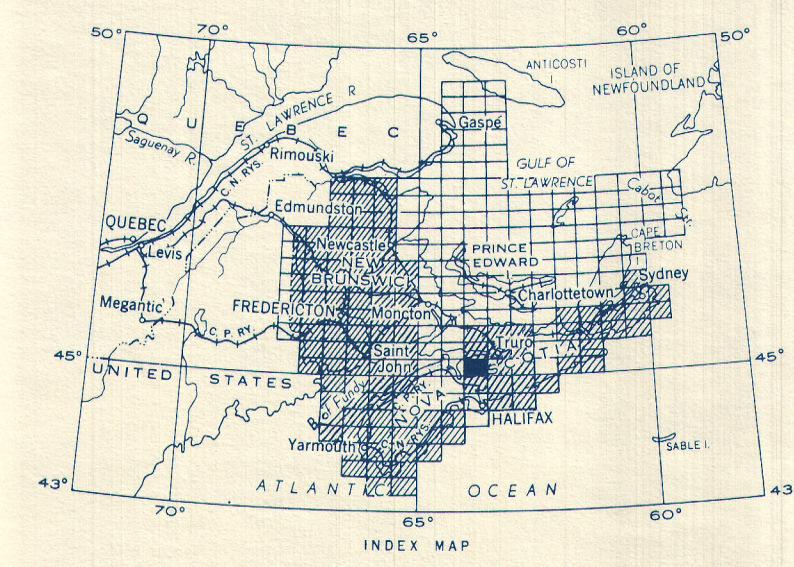 50° 70° 65° 60° 50°
ANTICOSTI
I
ISLAND OF
NEWFOUNDLAND
QUEBEC
ST. LAWRENCE R
Gaspé
Saguenay R.
Rimouski
C.N.RYS.
GULF OF
ST. LAWRENCE
Cabot
Str.
Edmundston
QUEBEC
Levis
Newcastle
NEW
BRUNSWICK
PRINCE
EDWARD
I
CAPE
BRETON
I
Sydney
Charlottetown
Megantic
FREDERICTON
Moncton
C.P.RY.
Truro
45°
Saint
John
NOVA SCOTIA
45°
UNITED STATES
B. of Fundy
C.P.RY.
C.N.RYS.
HALIFAX
Yarmouth
SABLE I.
ATLANTIC OCEAN
43° 43
70° 65° 60°
INDEX MAP